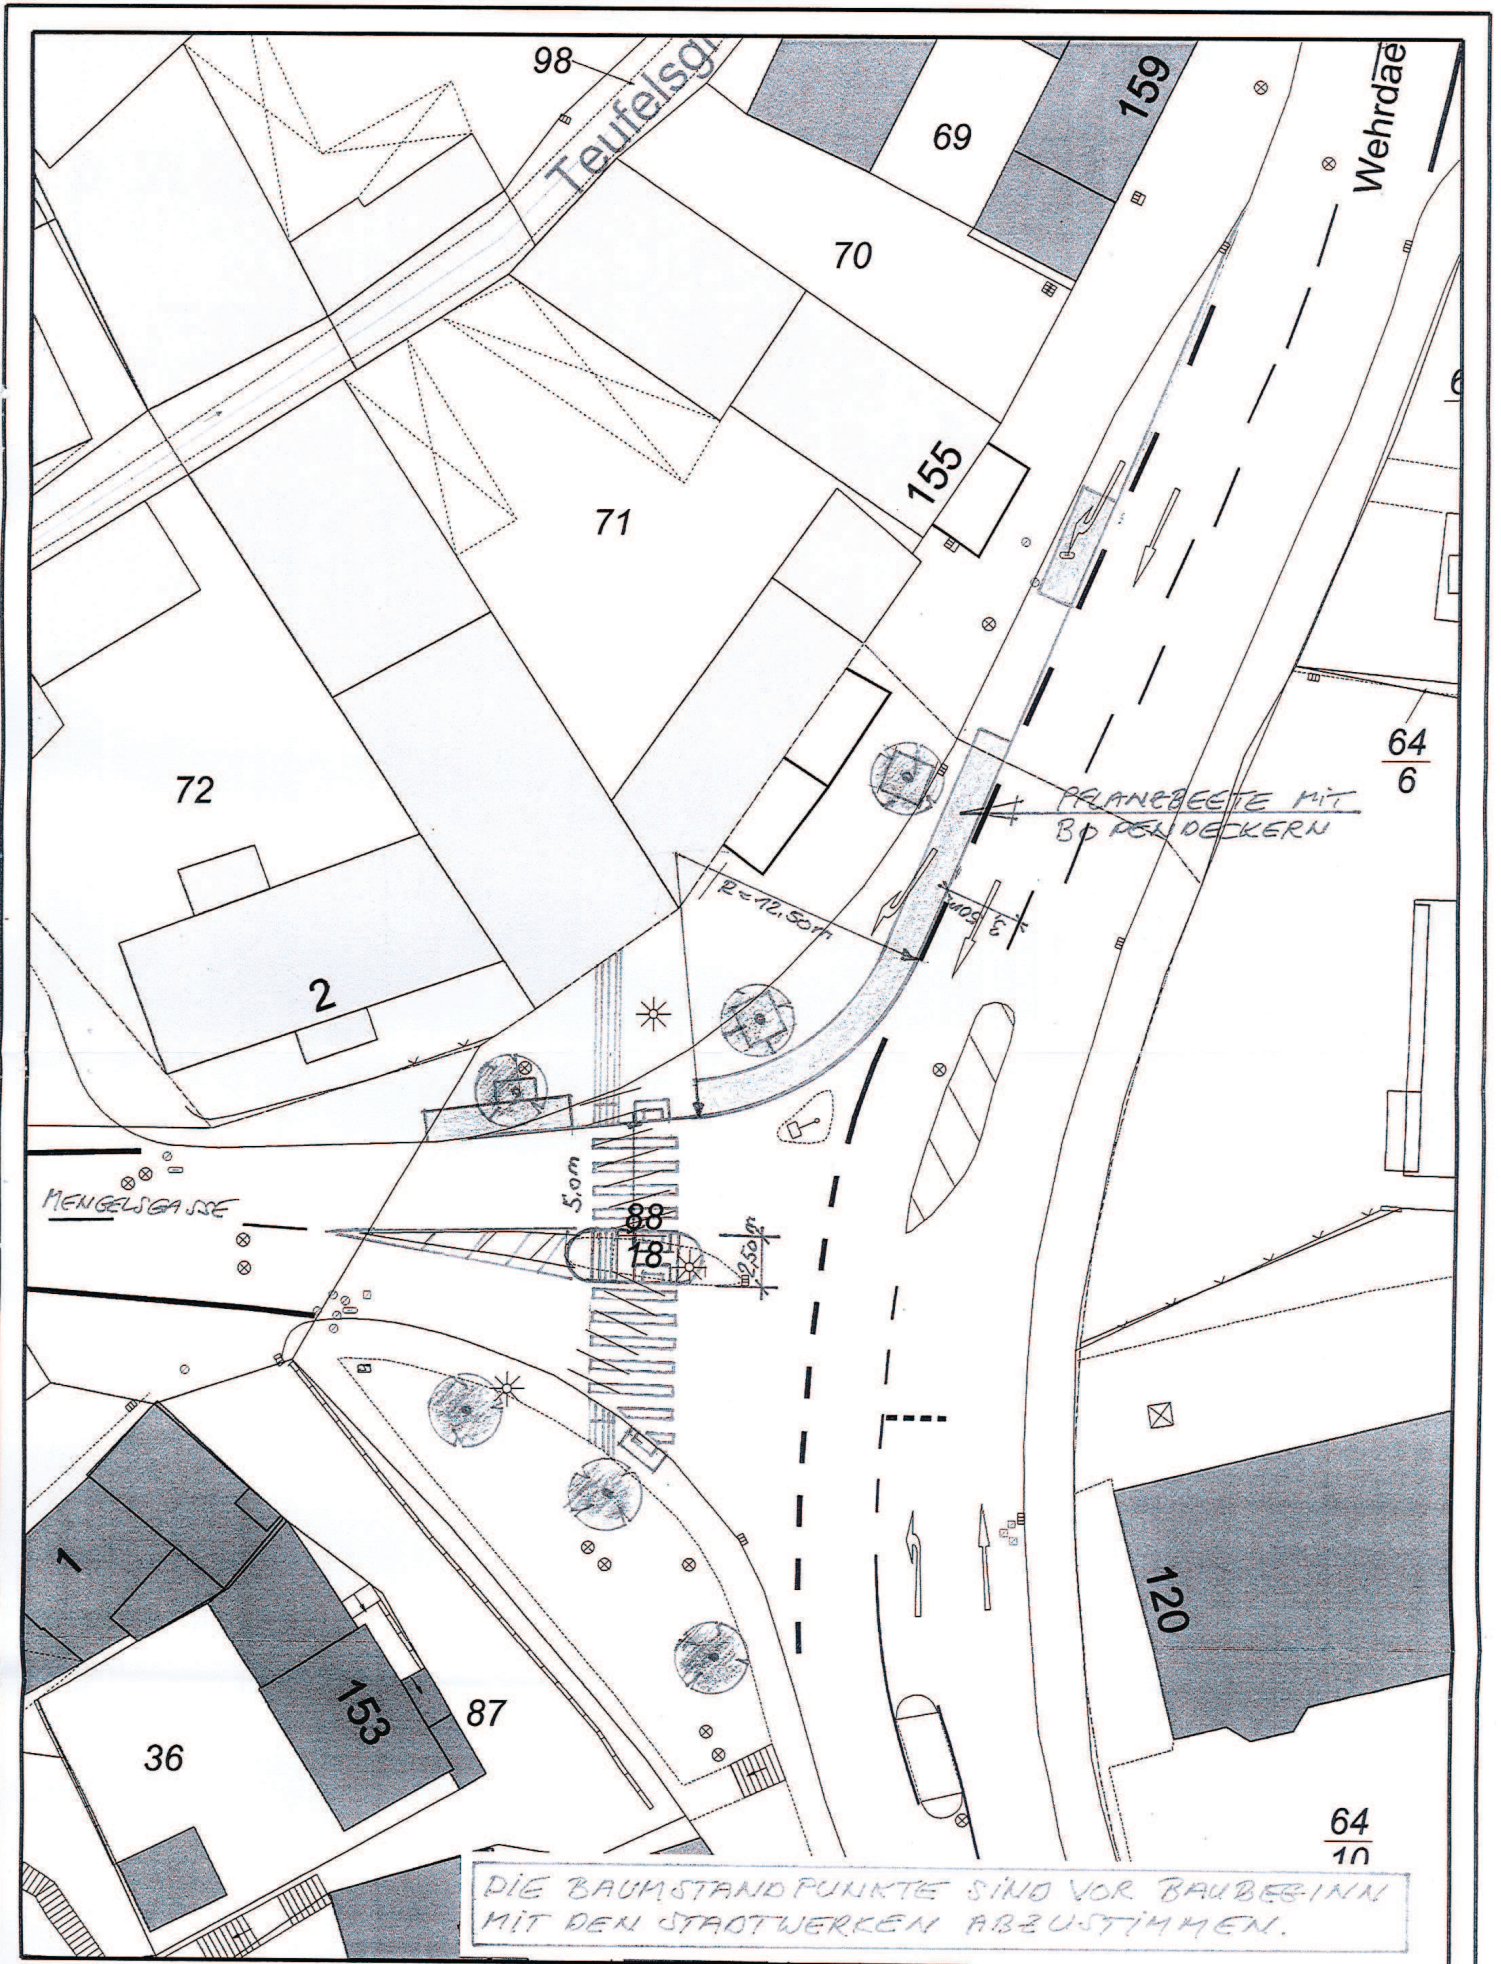 98
Teufelsgr
159
69
Wehrdae
70
155
71
64
6
72
PFLANZBEETE MIT
BODENDECKERN
R=12.50m
3.50m
2
5.0m
MENGELSGASSE
88
18
2.50m
1
120
153
87
36
64
10
DIE BAUMSTANDPUNKTE SIND VOR BAUBEGINN
MIT DEN STADTWERKEN ABZUSTIMMEN.